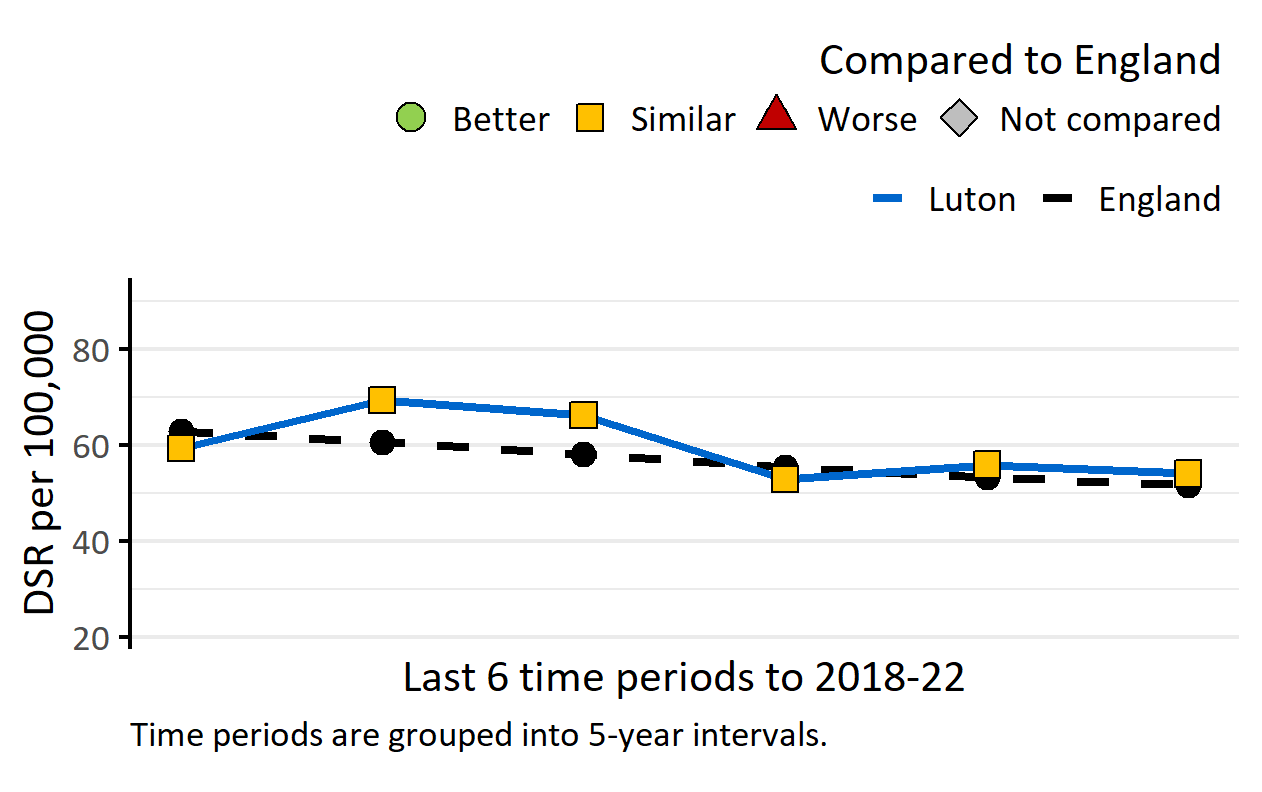 Compared to England
Better Similar Worse Not compared
Luton England
DSR per 100,000
80
60
40
20
Last 6 time periods to 2018-22
Time periods are grouped into 5-year intervals.